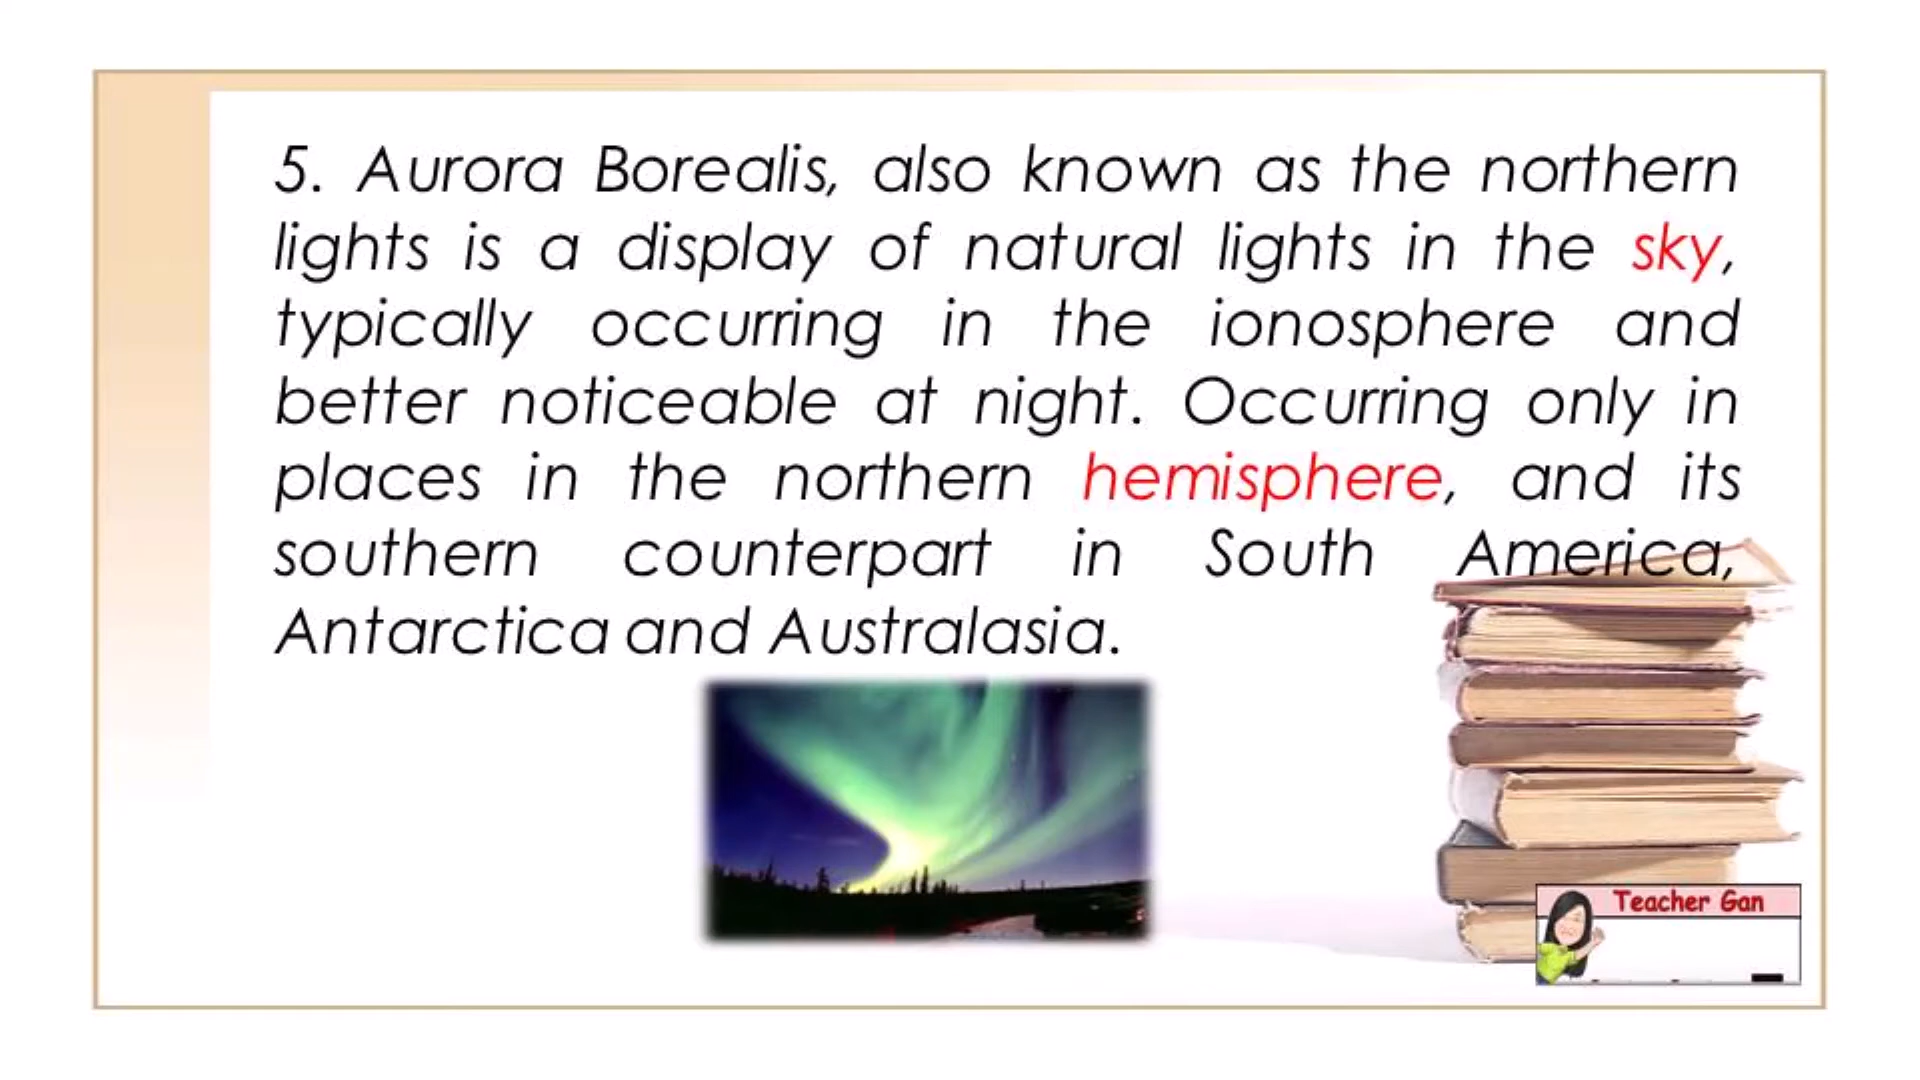 5. Aurora Borealis, also known as the northern
lights is a display of natural lights in the sky,
typically occurring in the ionosphere and
better noticeable at night. Occurring only in
places in the northern hemisphere, and its
southern counterpart in South America,
Antarctica and Australasia.
Teacher Gan